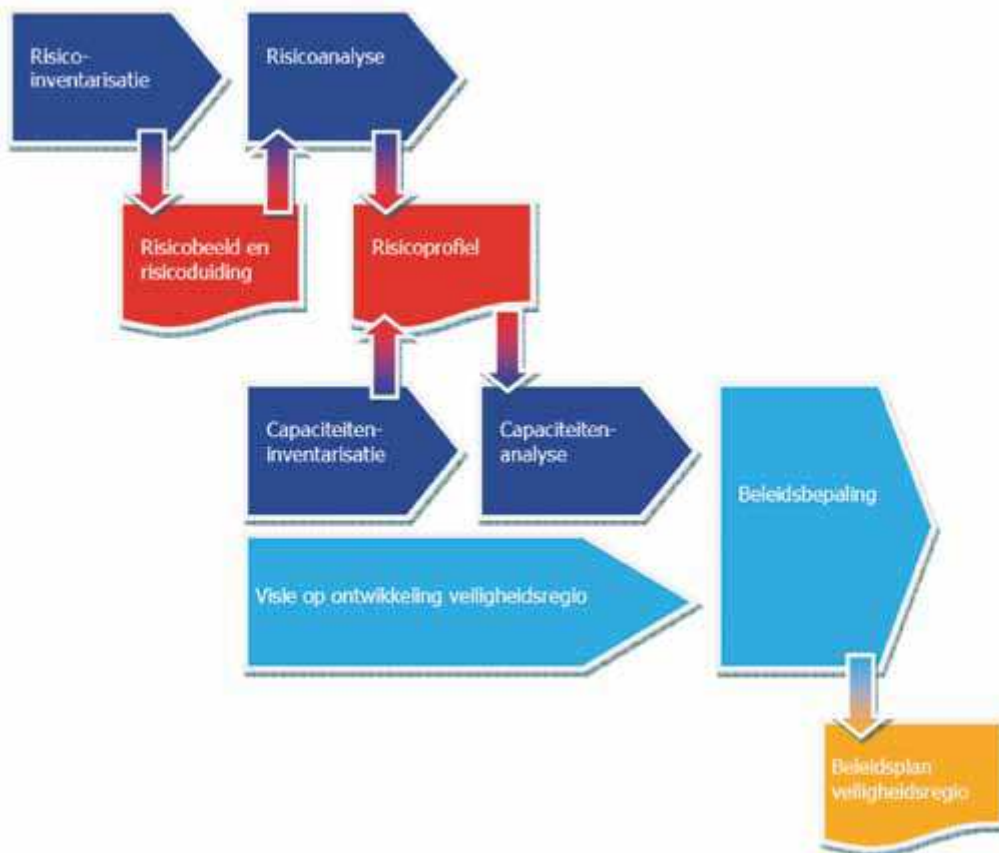 Risico-
inventarisatie
Risicoanalyse
Risicobeeld en
risicoduiding
Risicoprofiel
Capaciteiten-
inventarisatie
Capaciteiten-
analyse
Beleidsbepaling
Visie op ontwikkeling veiligheidsregio
Beleidsplan
veiligheidsregio